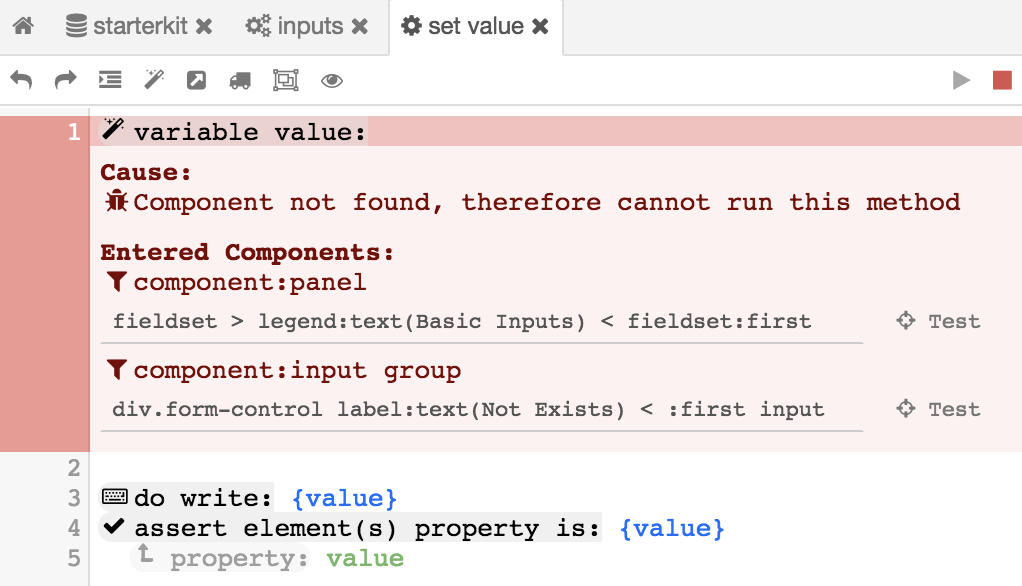 starterkit inputs set value
1 variable value:
Cause:
Component not found, therefore cannot run this method
Entered Components:
component:panel
fieldset > legend:text(Basic Inputs) < fieldset:first Test
component:input group
div.form-control label:text(Not Exists) < :first input Test
2
3 do write: {value}
4 assert element(s) property is: {value}
5 property: value